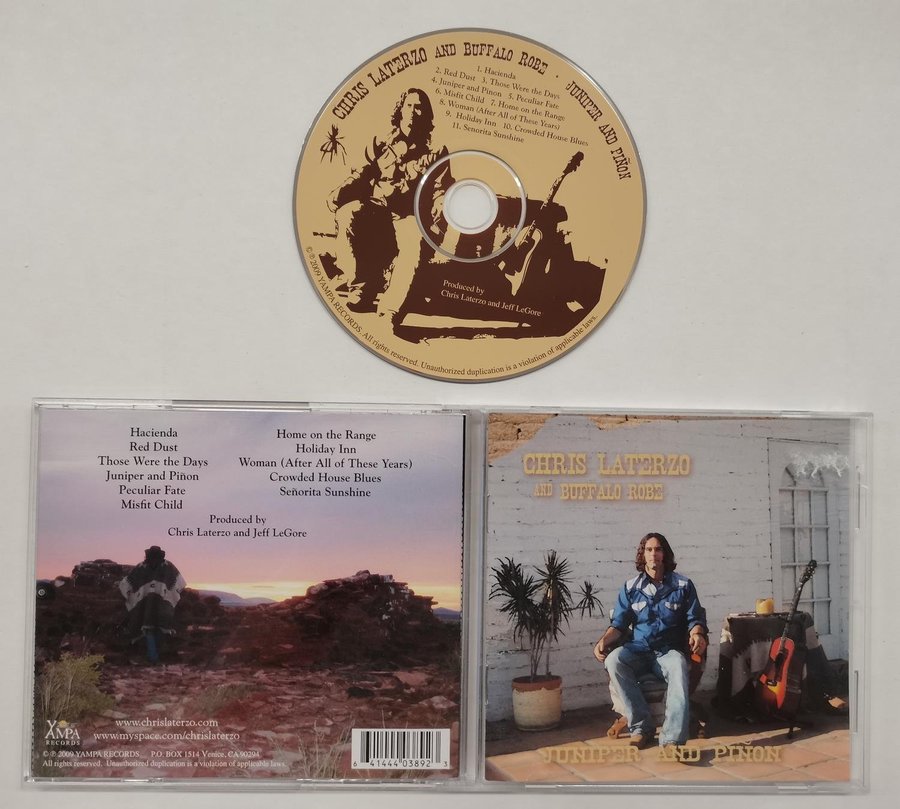 CHRIS LATERZO AND BUFFALO ROBE · JUNIPER AND PIÑON
1. Hacienda
2. Red Dust 3. Those Were the Days
4. Juniper and Pinon 5. Peculiar Fate
6. Misfit Child 7. Home on the Range
8. Woman (After All of These Years)
9. Holiday Inn 10. Crowded House Blues
11. Senorita Sunshine
Produced by
Chris Laterzo and Jeff LeGore
©℗2009 YAMPA RECORDS. All rights reserved. Unauthorized duplication is a violation of applicable laws.
Hacienda
Red Dust
Those Were the Days
Juniper and Piñon
Peculiar Fate
Misfit Child
Home on the Range
Holiday Inn
Woman (After All of These Years)
Crowded House Blues
Señorita Sunshine
Produced by
Chris Laterzo and Jeff LeGore
www.chrislaterzo.com
www.myspace.com/chrislaterzo
YAMPA
RECORDS
©℗2009 YAMPA RECORDS. P.O. BOX 1514 Venice, CA 90294
All rights reserved. Unauthorized duplication is a violation of applicable laws.
6 41444 03892 3
CHRIS LATERZO
AND BUFFALO ROBE
JUNIPER AND PIÑON